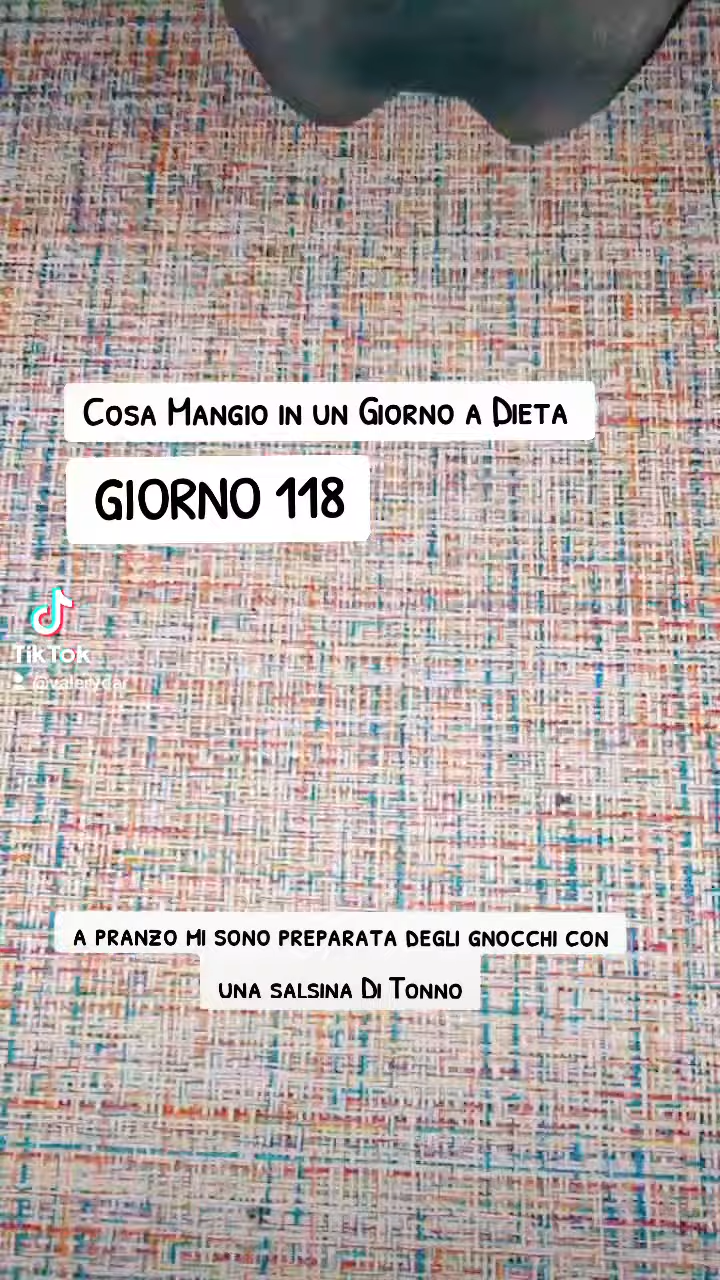 Cosa Mangio in un Giorno a Dieta
GIORNO 118
TikTok
@valerydar
a pranzo mi sono preparata degli gnocchi con
una salsina Di Tonno